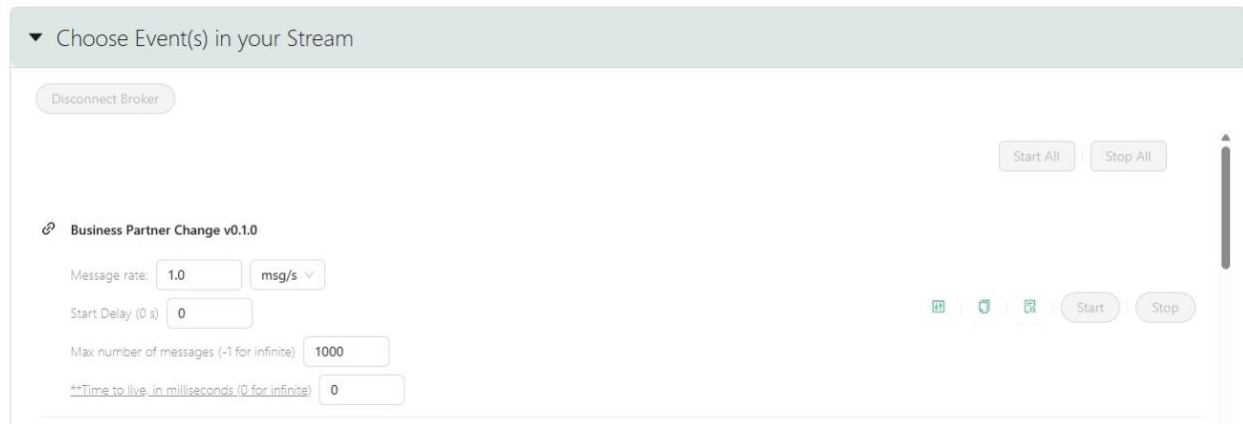 Choose Event(s) in your Stream
Disconnect Broker
Start All Stop All
Business Partner Change v0.1.0
Message rate: 1.0 msg/s
Start Delay (0 s) 0
Start Stop
Max number of messages (-1 for infinite) 1000
**Time to live, in milliseconds (0 for infinite) 0